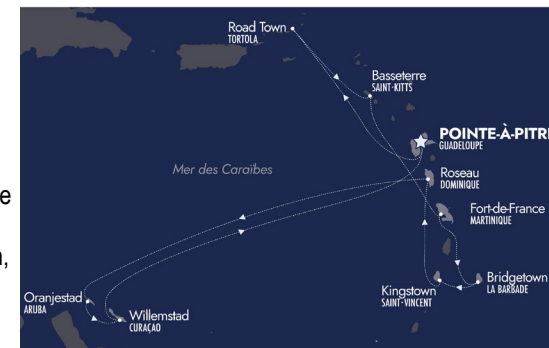 Road Town
TORTOLA
Basseterre
SAINT-KITTS
POINTE-À-PITR
GUADELOUPE
Mer des Caraïbes
Roseau
DOMINIQUE
e
Fort-de-France
MARTINIQUE
,
Bridgetown
LA BARBADE
Kingstown
SAINT-VINCENT
Oranjestad
ARUBA
Willemstad
CURAÇAO